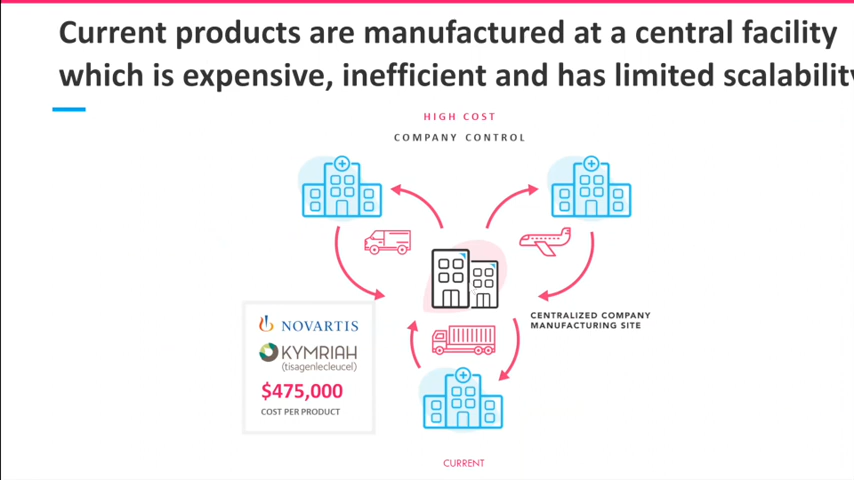 Current products are manufactured at a central facility
which is expensive, inefficient and has limited scalability
HIGH COST
COMPANY CONTROL
CENTRALIZED COMPANY
MANUFACTURING SITE
NOVARTIS
KYMRIAH
(tisagenlecleucel)
$475,000
COST PER PRODUCT
CURRENT